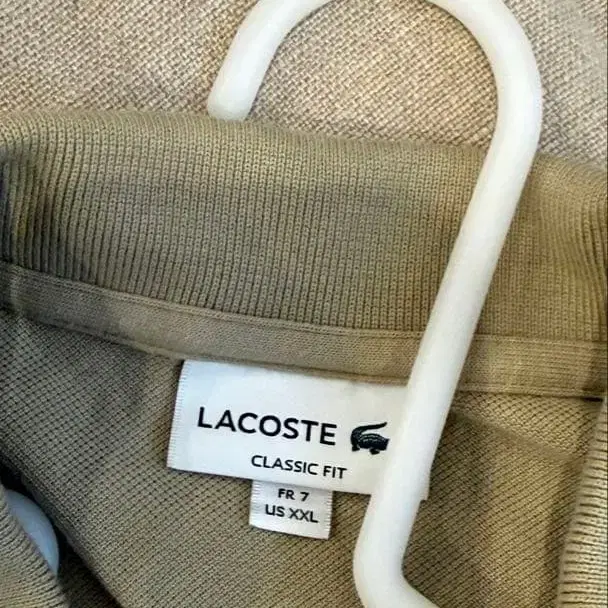 LACOSTE
CLASSIC FIT
FR 7
US XXL